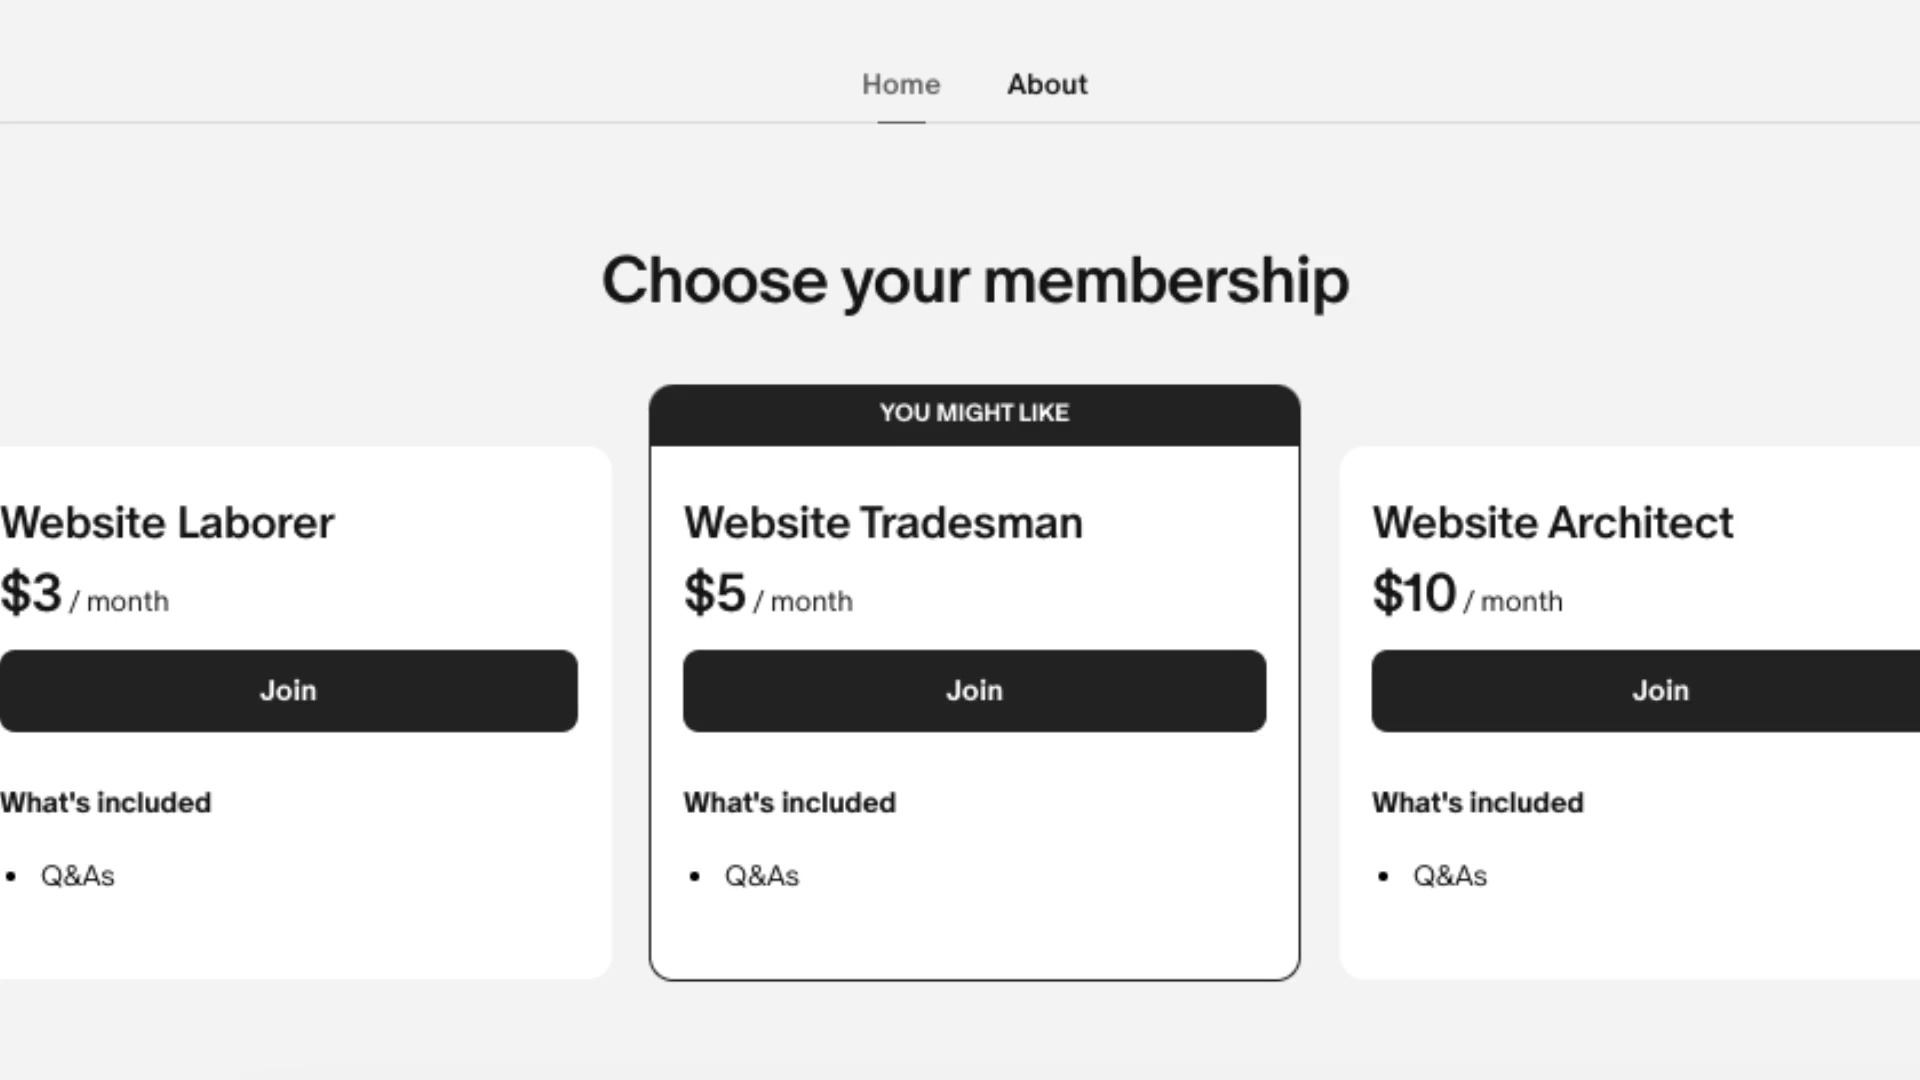 Home About
Choose your membership
YOU MIGHT LIKE
Website Laborer
$3 / month
Join
What's included
• Q&As
Website Tradesman
$5 / month
Join
What's included
• Q&As
Website Architect
$10 / month
Join
What's included
• Q&As